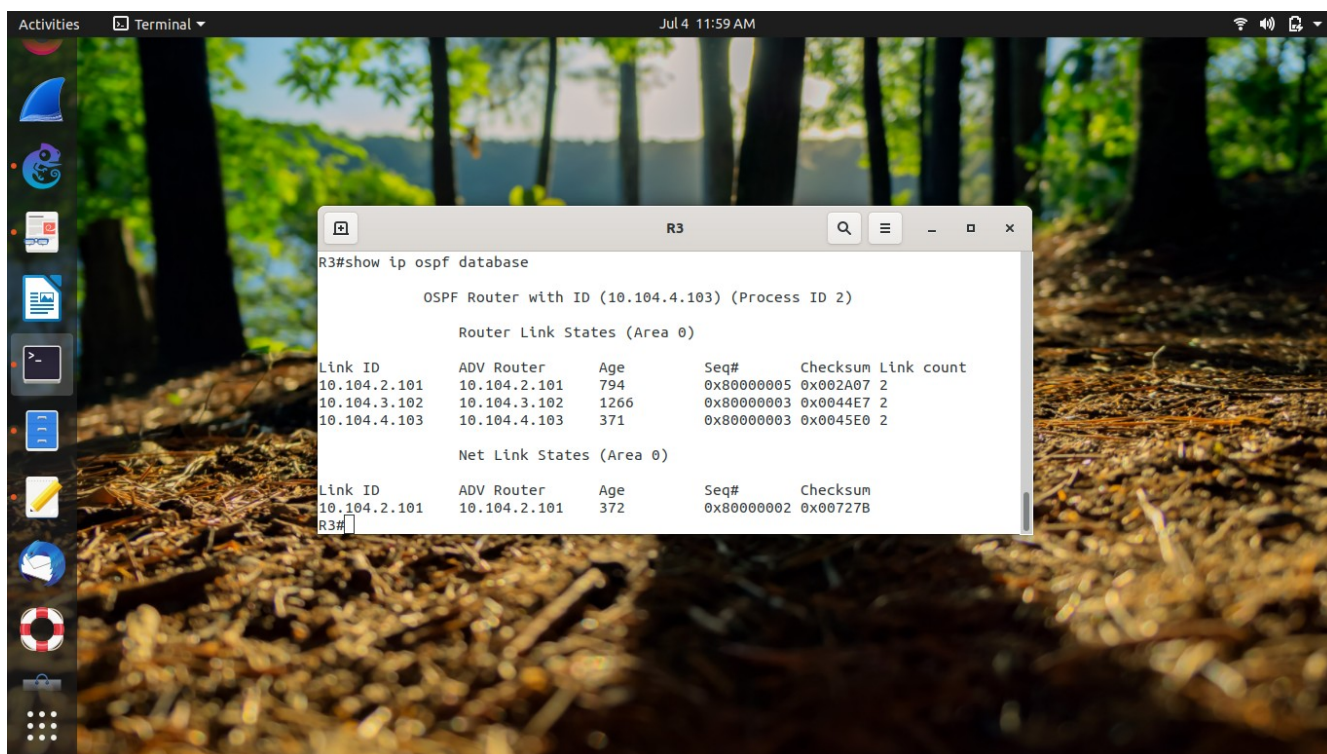 Activities Terminal Jul 4 11:59 AM
R3
R3#show ip ospf database
OSPF Router with ID (10.104.4.103) (Process ID 2)
Router Link States (Area 0)
Link ID ADV Router Age Seq# Checksum Link count
10.104.2.101 10.104.2.101 794 0x80000005 0x002A07 2
10.104.3.102 10.104.3.102 1266 0x80000003 0x0044E7 2
10.104.4.103 10.104.4.103 371 0x80000003 0x0045E0 2
Net Link States (Area 0)
Link ID ADV Router Age Seq# Checksum
10.104.2.101 10.104.2.101 372 0x80000002 0x00727B
R3#